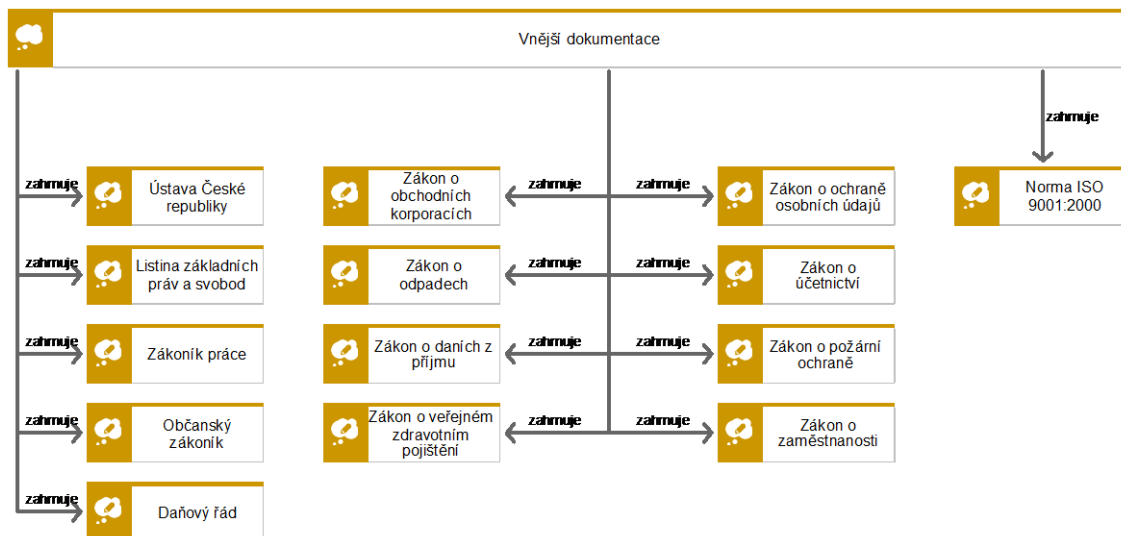 Vnější dokumentace
zahrnuje
zahrnuje
Ústava České
republiky
Zákon o
obchodních
korporacích
zahrnuje
zahrnuje
Zákon o ochraně
osobních údajů
Norma ISO
9001:2000
zahrnuje
Listina základních
práv a svobod
Zákon o
odpadech
zahrnuje
zahrnuje
Zákon o
účetnictví
zahrnuje
Zákoník práce
Zákon o daních z
příjmu
zahrnuje
zahrnuje
Zákon o požární
ochraně
zahrnuje
Občanský
zákoník
Zákon o veřejném
zdravotním
pojištění
zahrnuje
zahrnuje
Zákon o
zaměstnanosti
zahrnuje
Daňový řád